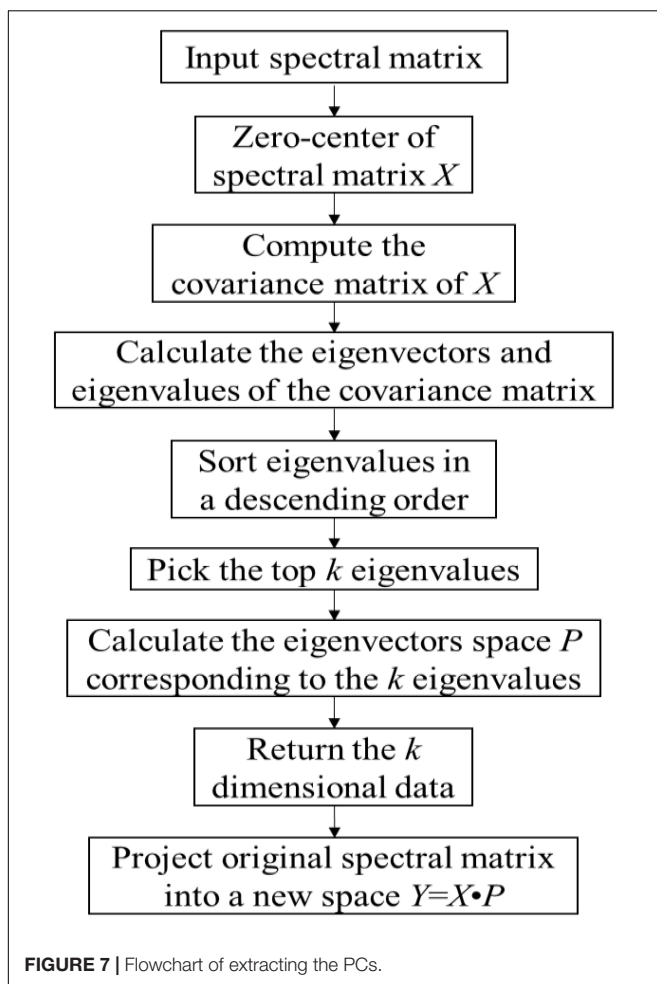 Input spectral matrix
Zero-center of
spectral matrix X
Compute the
covariance matrix of X
Calculate the eigenvectors and
eigenvalues of the covariance matrix
Sort eigenvalues in
a descending order
Pick the top k eigenvalues
Calculate the eigenvectors space P
corresponding to the k eigenvalues
Return the k
dimensional data
Project original spectral matrix
into a new space Y=X•P
FIGURE 7 | Flowchart of extracting the PCs.